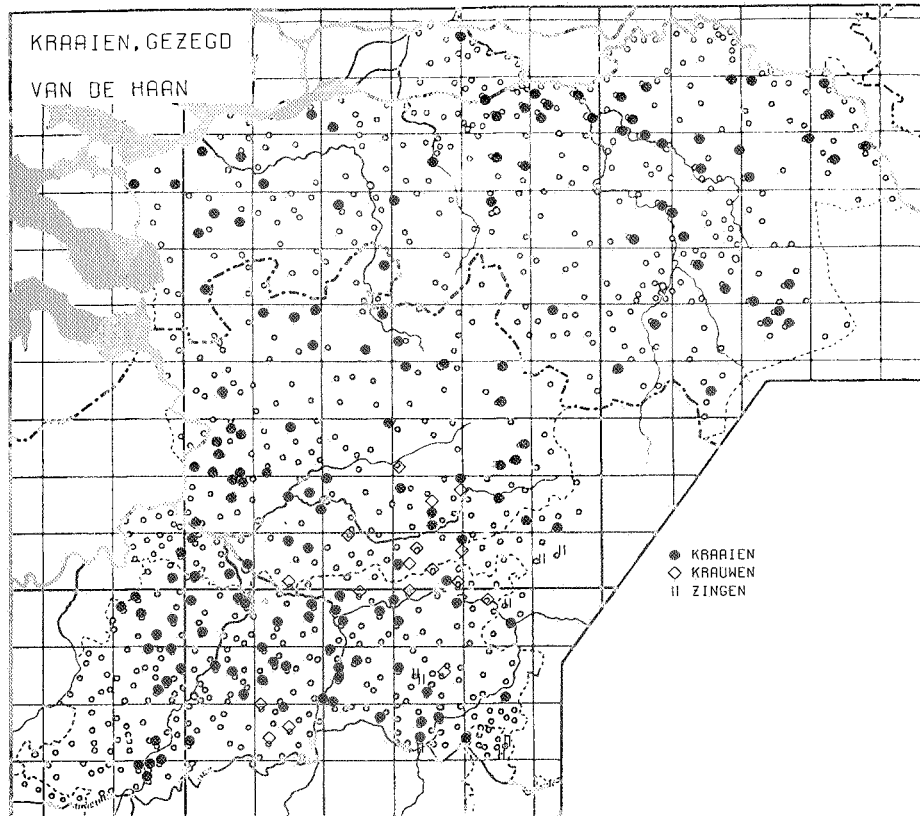 KRAAIEN, GEZEGD
VAN DE HAAN
KRAAIEN
KRAUWEN
ZINGEN